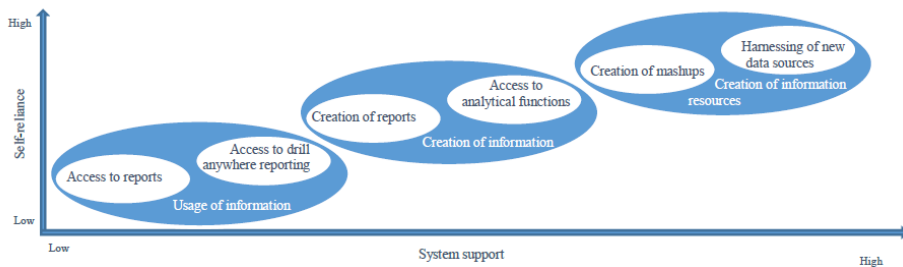 High
Self-reliance
Low
Low
System support
High
Access to reports
Access to drill
anywhere reporting
Usage of information
Creation of reports
Access to
analytical functions
Creation of information
Creation of mashups
Harnessing of new
data sources
Creation of information
resources